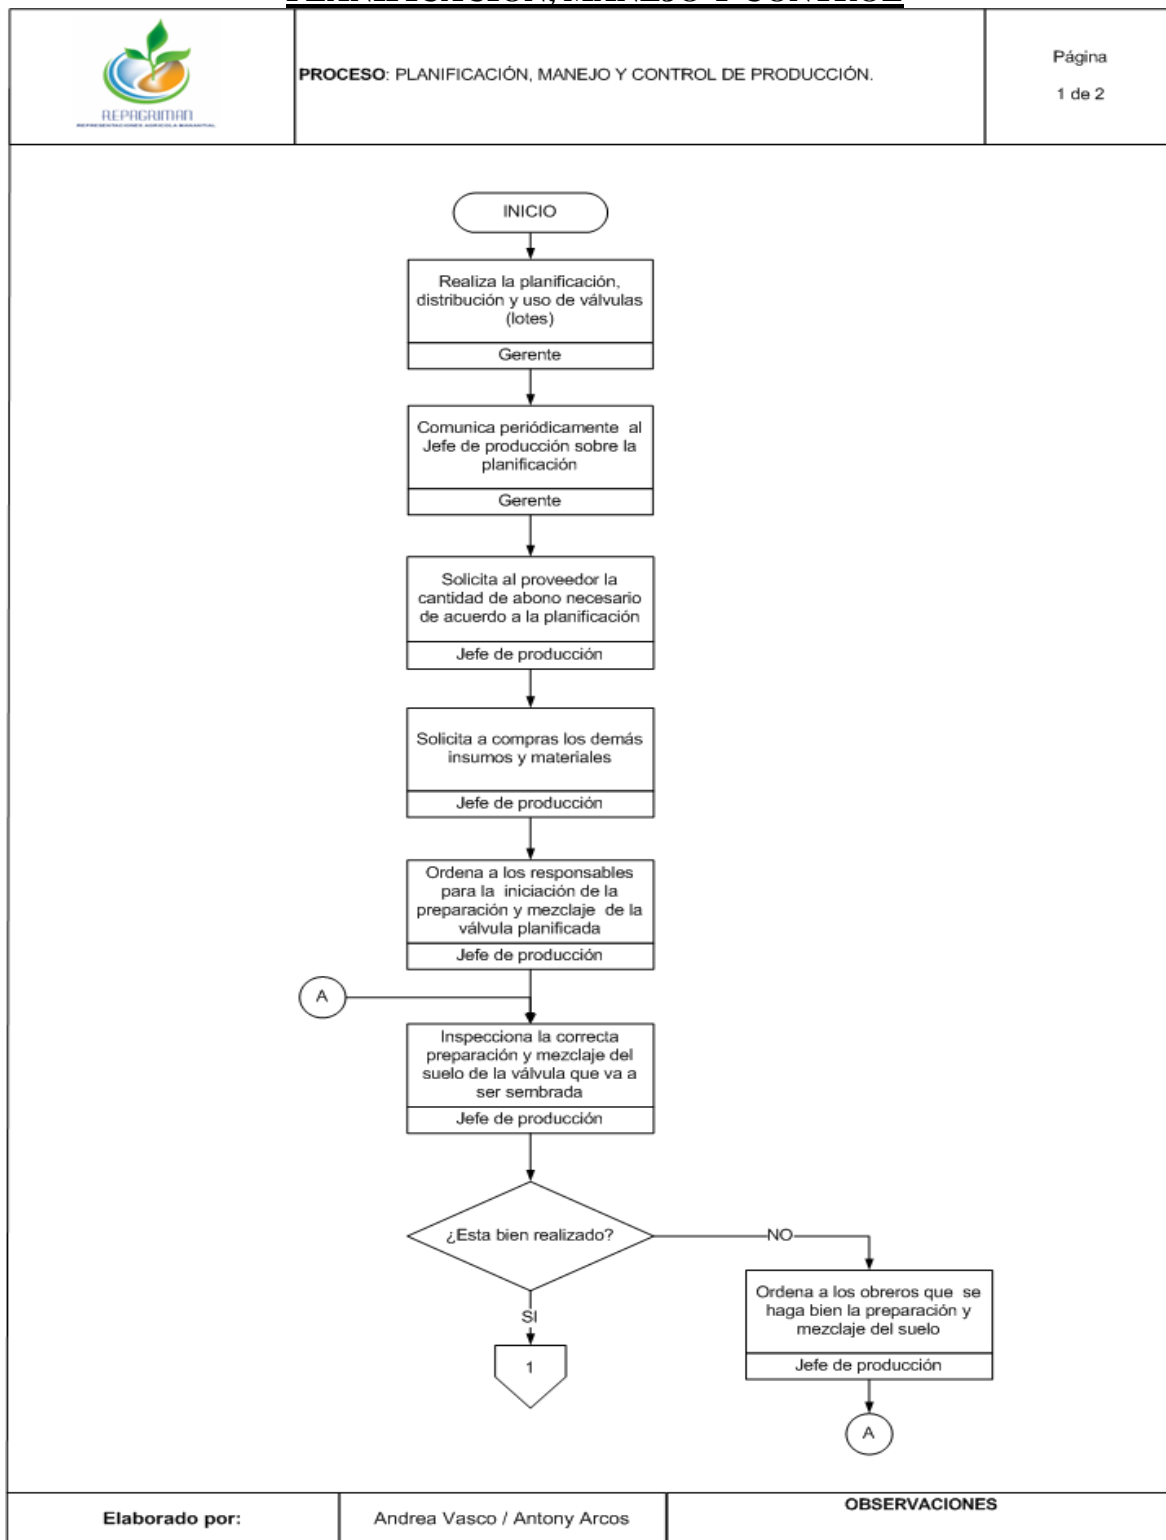 PLANIFICACIÓN, MANEJO Y CONTROL
REPAGRIMAN
REPRESENTACIONES AGRICOLA MANANTIAL
PROCESO: PLANIFICACIÓN, MANEJO Y CONTROL DE PRODUCCIÓN.
Página
1 de 2
INICIO
Realiza la planificación,
distribución y uso de válvulas
(lotes)
Gerente
Comunica periódicamente al
Jefe de producción sobre la
planificación
Gerente
Solicita al proveedor la
cantidad de abono necesario
de acuerdo a la planificación
Jefe de producción
Solicita a compras los demás
insumos y materiales
Jefe de producción
Ordena a los responsables
para la iniciación de la
preparación y mezclaje de la
válvula planificada
Jefe de producción
A
Inspecciona la correcta
preparación y mezclaje del
suelo de la válvula que va a
ser sembrada
Jefe de producción
¿Esta bien realizado?
NO
Ordena a los obreros que se
haga bien la preparación y
mezclaje del suelo
Jefe de producción
SI
1
A
Elaborado por:
Andrea Vasco / Antony Arcos
OBSERVACIONES